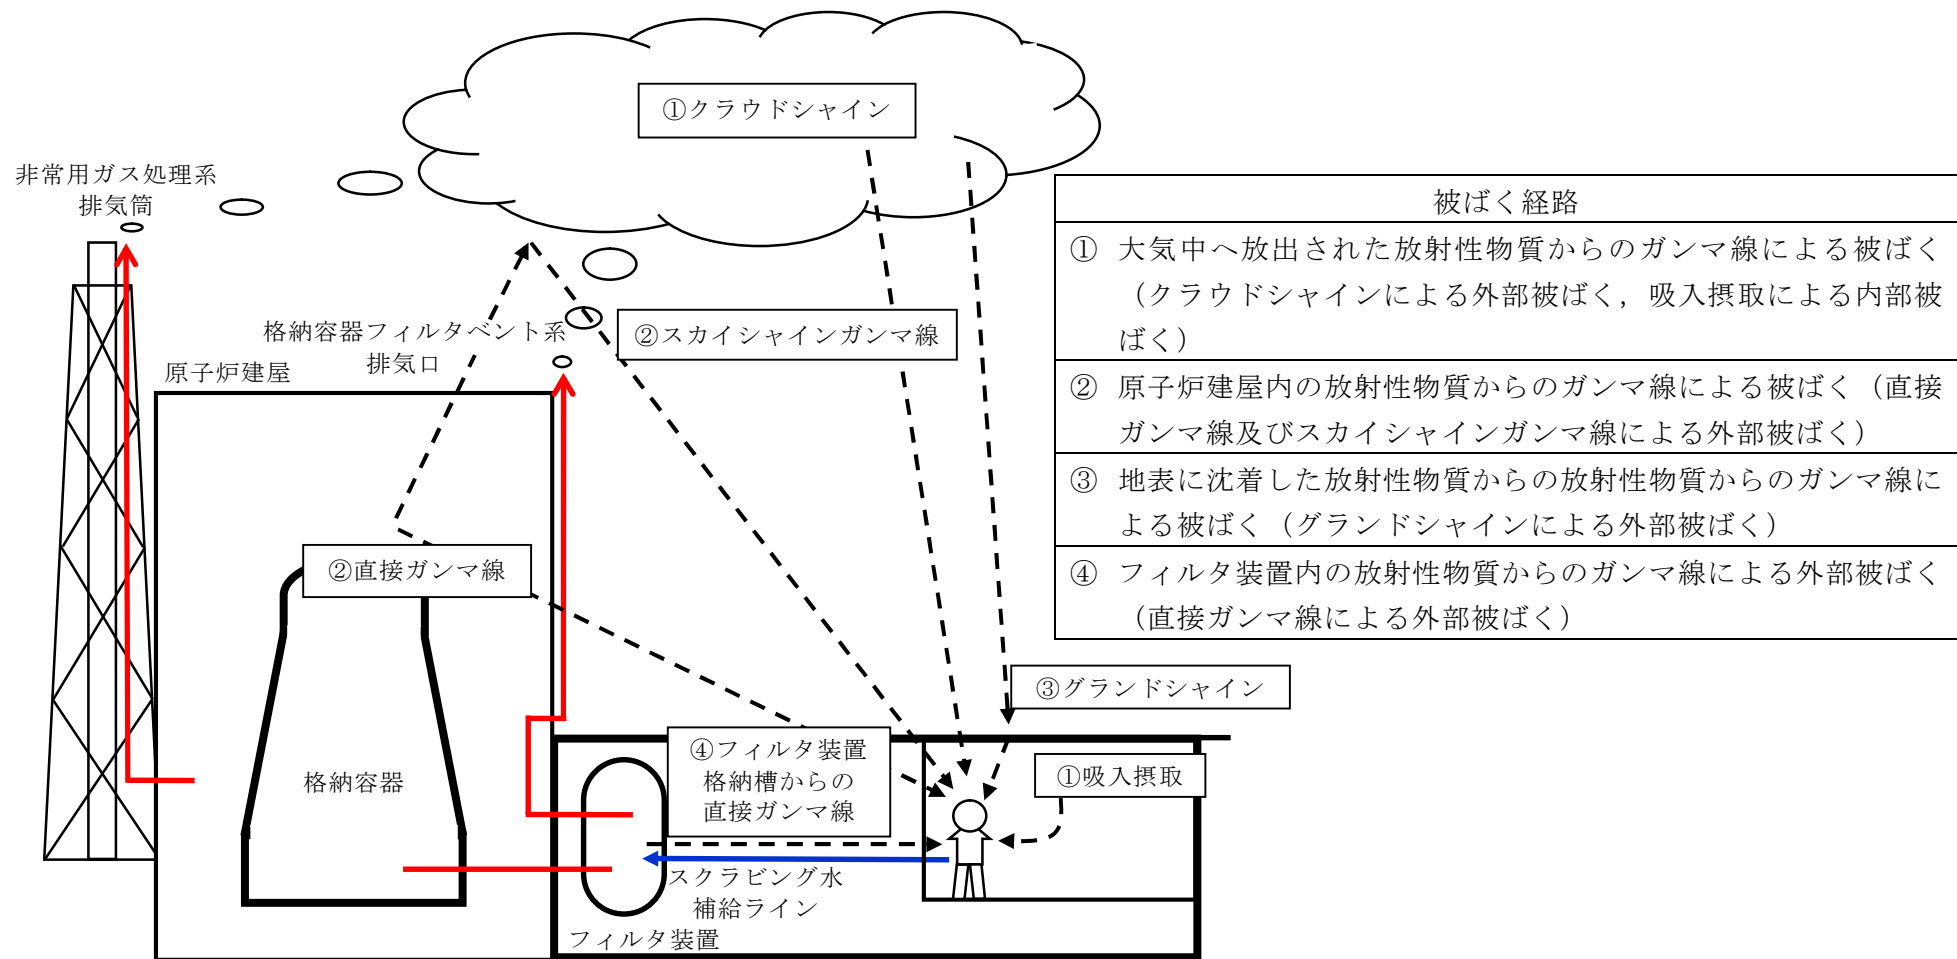 ①クラウドシャイン
非常用ガス処理系
排気筒
格納容器フィルタベント系
排気口
②スカイシャインガンマ線
原子炉建屋
②直接ガンマ線
③グランドシャイン
④フィルタ装置
格納槽からの
直接ガンマ線
①吸入摂取
格納容器
スクラビング水
補給ライン
フィルタ装置
被ばく経路
① 大気中へ放出された放射性物質からのガンマ線による被ばく
（クラウドシャインによる外部被ばく，吸入摂取による内部被
ばく）
② 原子炉建屋内の放射性物質からのガンマ線による被ばく（直接
ガンマ線及びスカイシャインガンマ線による外部被ばく）
③ 地表に沈着した放射性物質からの放射性物質からのガンマ線に
よる被ばく（グランドシャインによる外部被ばく）
④ フィルタ装置内の放射性物質からのガンマ線による外部被ばく
（直接ガンマ線による外部被ばく）